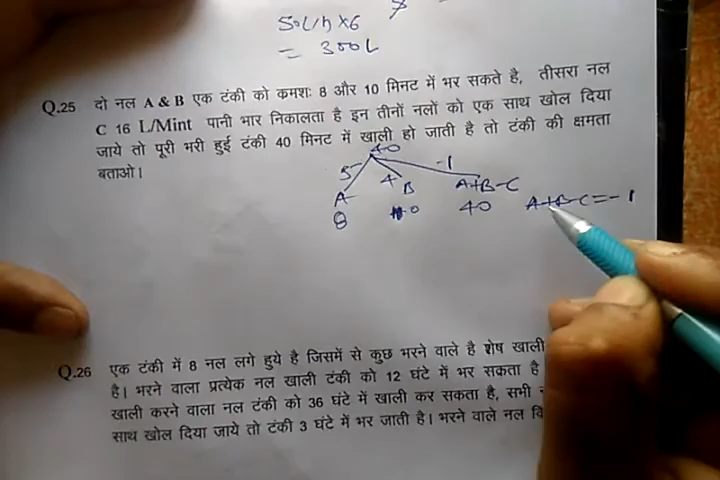 50L/h x 6
= 300L
Q.25 दो नल A & B एक टंकी को कमशः 8 और 10 मिनट में भर सकते है, तीसरा नल
C 16 L/Mint पानी भार निकालता है इन तीनों नलों को एक साथ खोल दिया
जाये तो पूरी भरी हुई टंकी 40 मिनट में खाली हो जाती है तो टंकी की क्षमता
बताओ।
40
5 4 -1
A B A+B-C
8 10 40 A+B-C=-1
Q.26 एक टंकी में 8 नल लगे हुये है जिसमें से कुछ भरने वाले है शेष खाली
है। भरने वाला प्रत्येक नल खाली टंकी को 12 घंटे में भर सकता है
खाली करने वाला नल टंकी को 36 घंटे में खाली कर सकता है, सभी
साथ खोल दिया जाये तो टंकी 3 घंटे में भर जाती है। भरने वाले नल